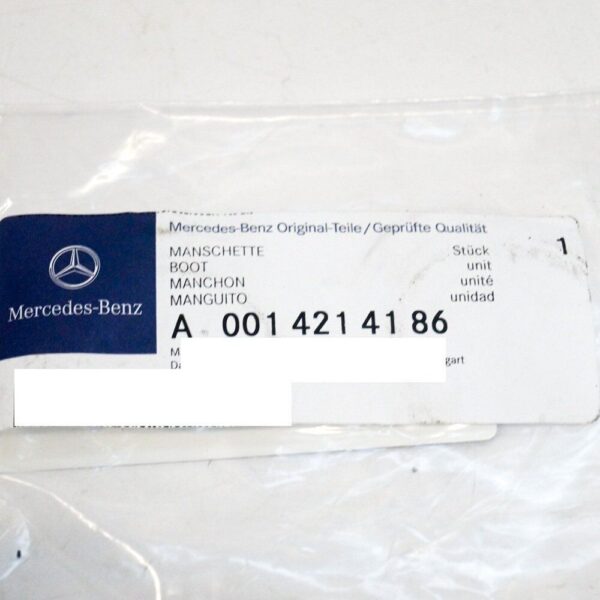 Mercedes-Benz
Mercedes-Benz Original-Teile/Geprüfte Qualität
MANSCHETTE Stück 1
BOOT unit
MANCHON unité
MANGUITO unidad
A 001 421 41 86